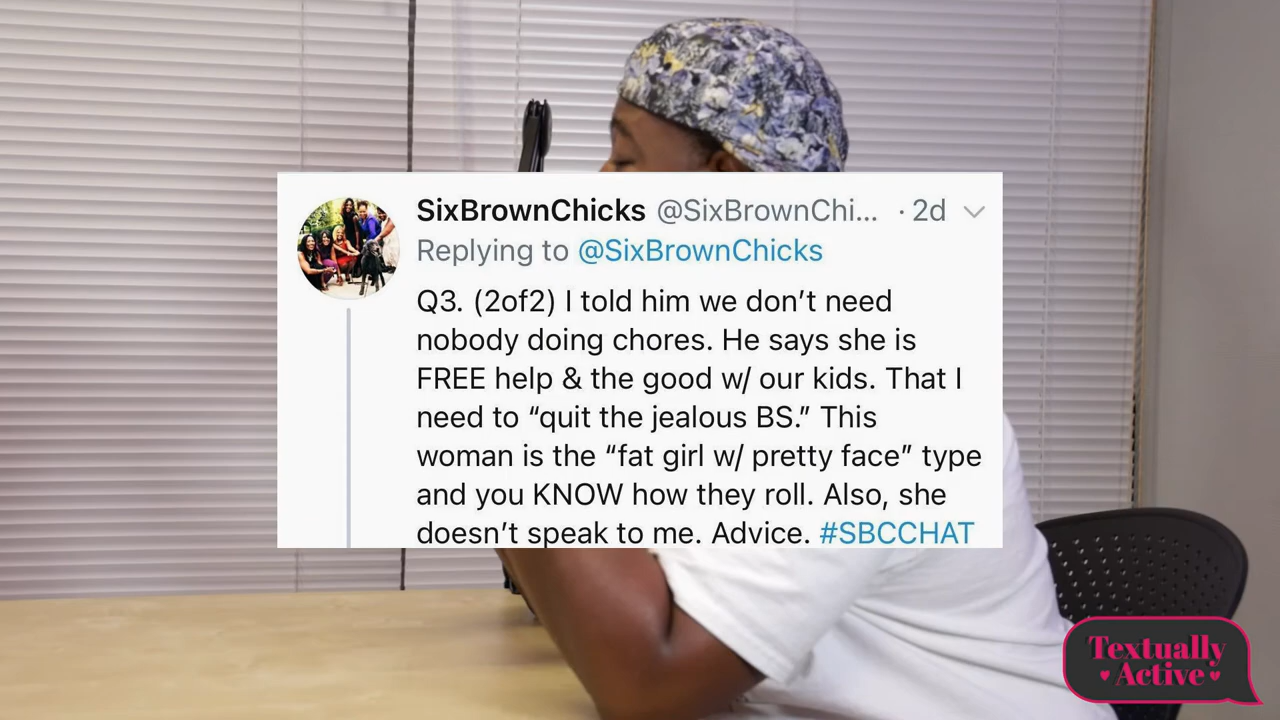 SixBrownChicks @SixBrownChi... · 2d
Replying to @SixBrownChicks
Q3. (2of2) I told him we don’t need
nobody doing chores. He says she is
FREE help & the good w/ our kids. That I
need to “quit the jealous BS.” This
woman is the “fat girl w/ pretty face” type
and you KNOW how they roll. Also, she
doesn’t speak to me. Advice. #SBCCHAT
Textually
Active